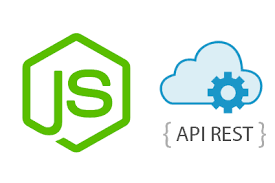 JS
{ API REST }